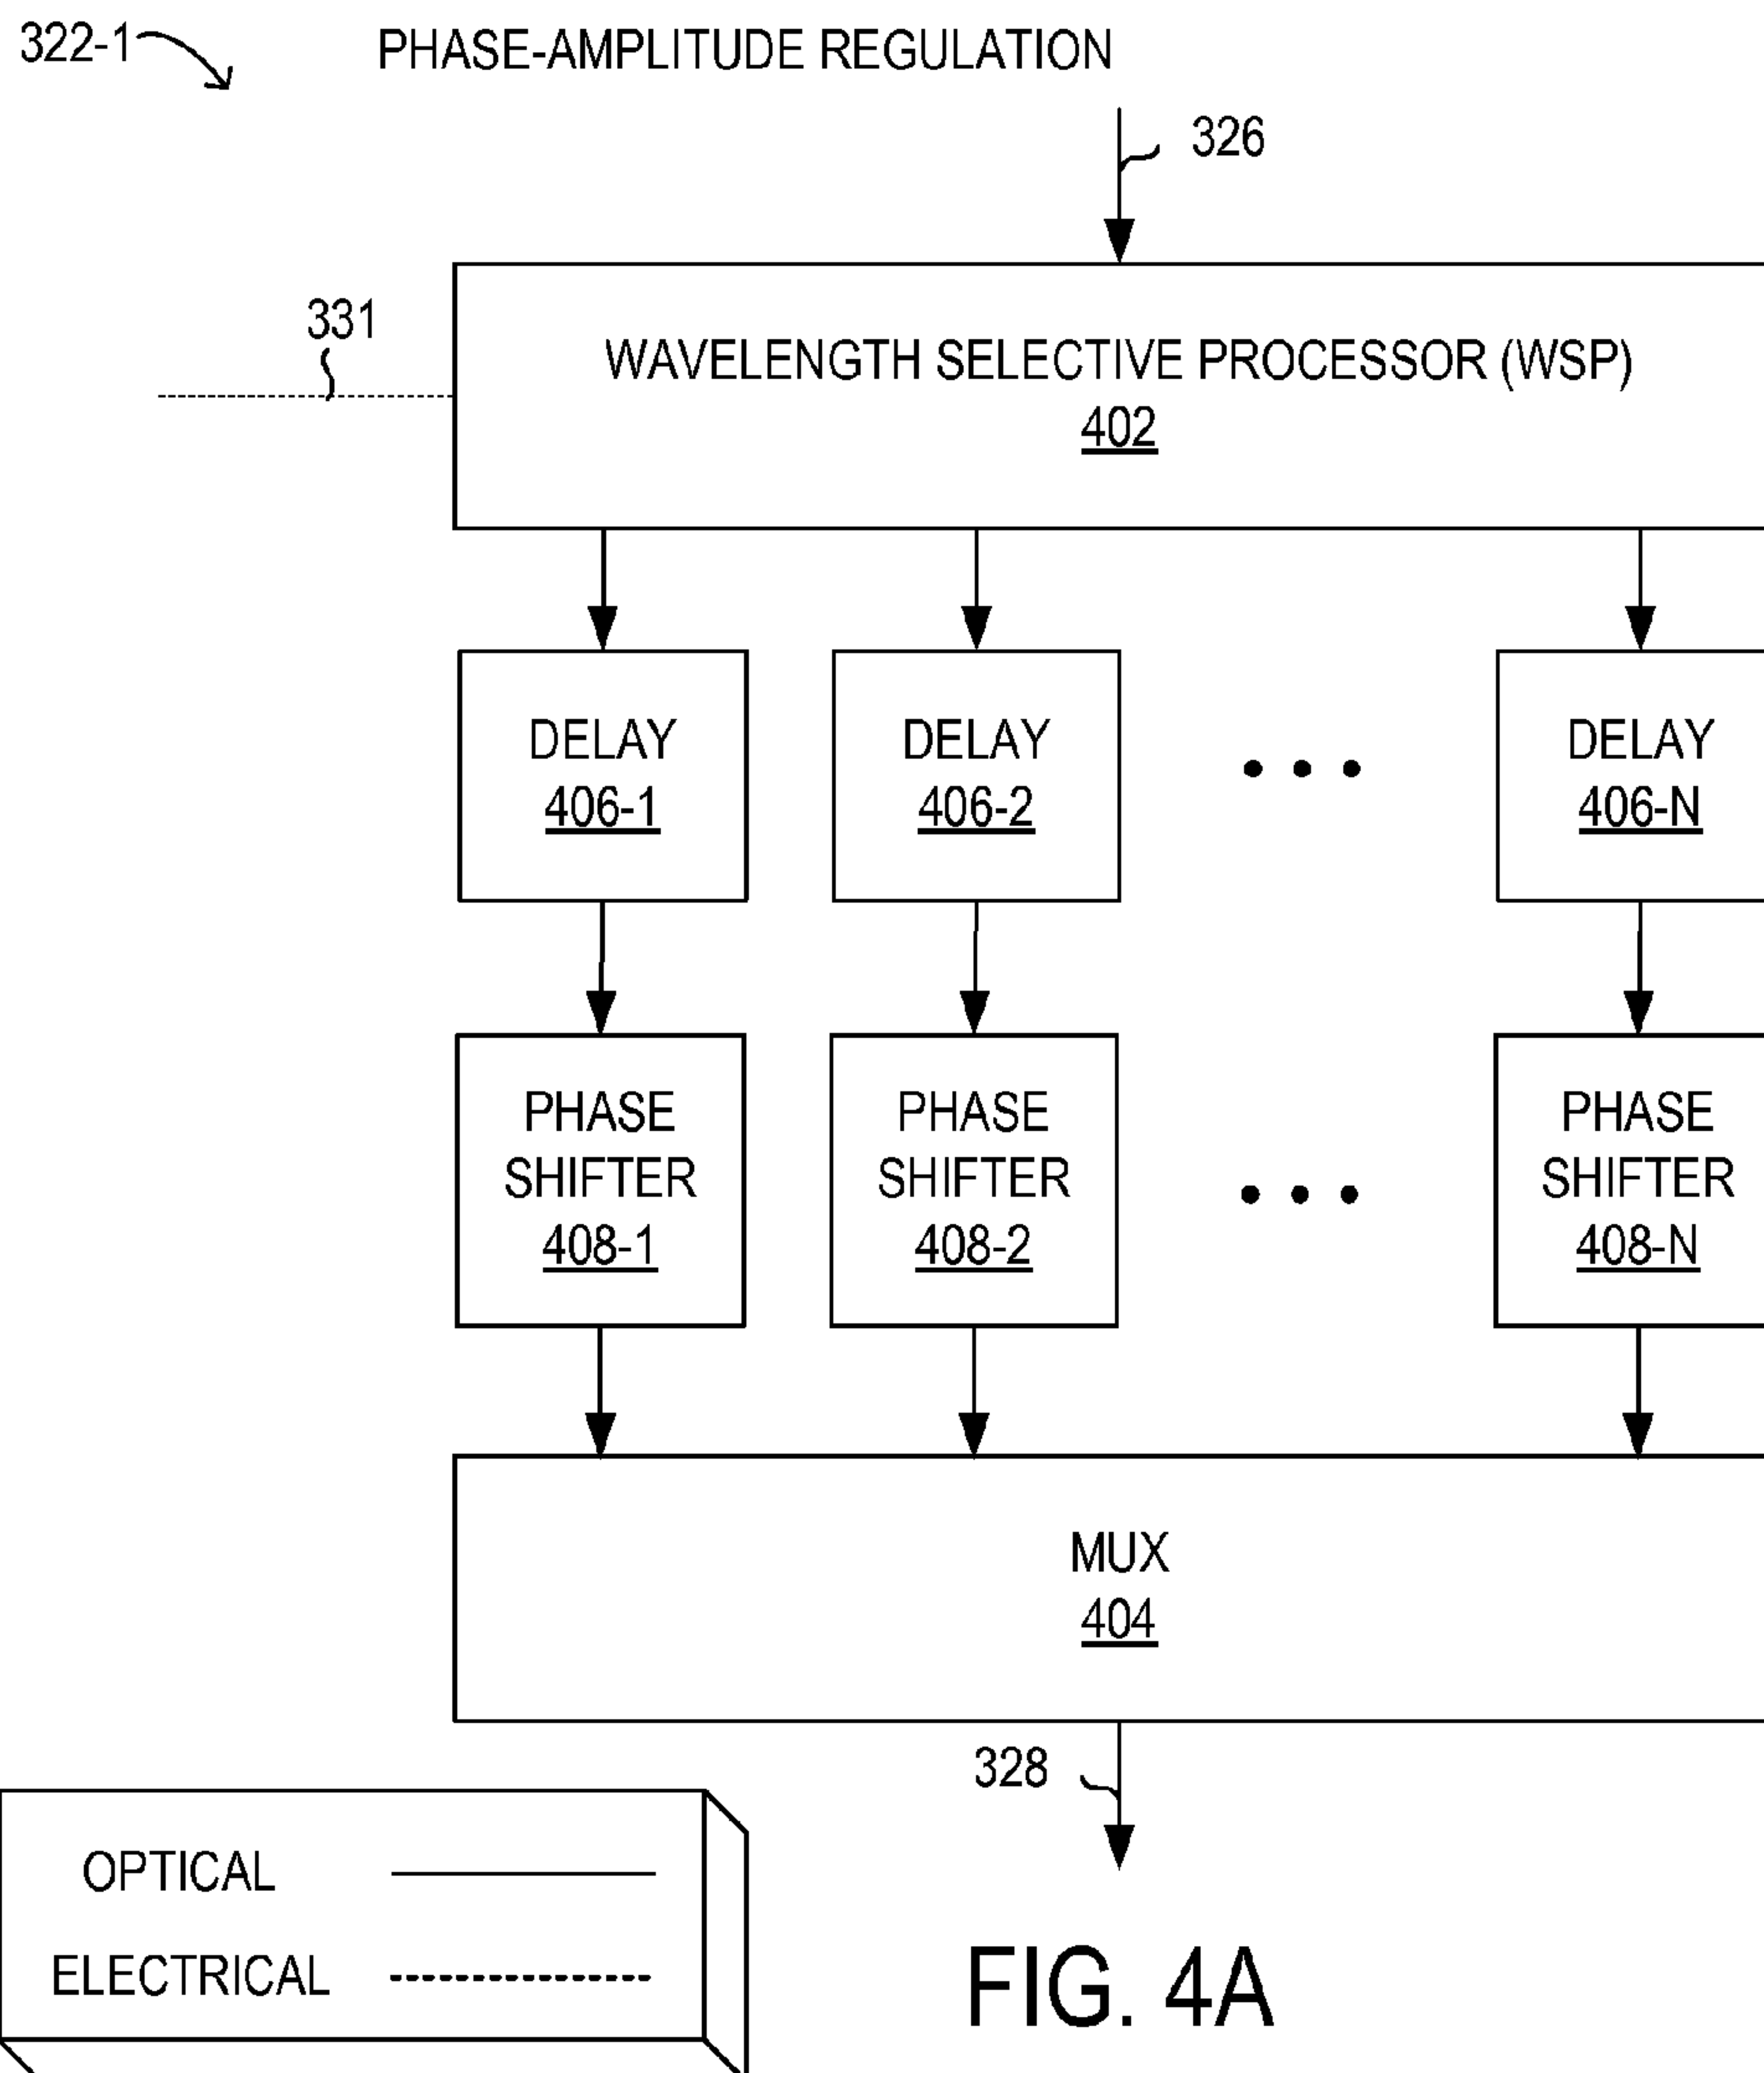 322-1
PHASE-AMPLITUDE REGULATION
326
331
WAVELENGTH SELECTIVE PROCESSOR (WSP)
402
DELAY
406-1
DELAY
406-2
DELAY
406-N
PHASE
SHIFTER
408-1
PHASE
SHIFTER
408-2
PHASE
SHIFTER
408-N
MUX
404
328
OPTICAL
ELECTRICAL
FIG. 4A